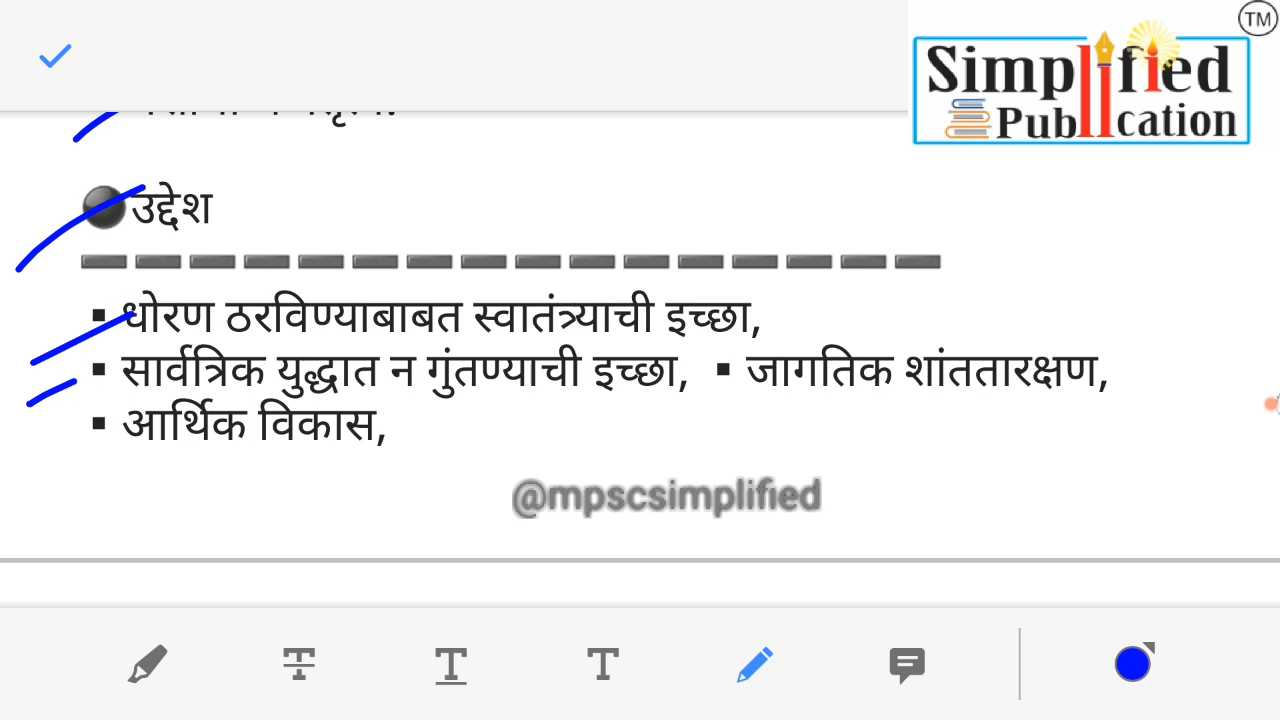 TM
Simplified
Publication
उद्देश
▪ धोरण ठरविण्याबाबत स्वातंत्र्याची इच्छा,
▪ सार्वत्रिक युद्धात न गुंतण्याची इच्छा, ▪ जागतिक शांततारक्षण,
▪ आर्थिक विकास,
@mpscsimplified
T T T